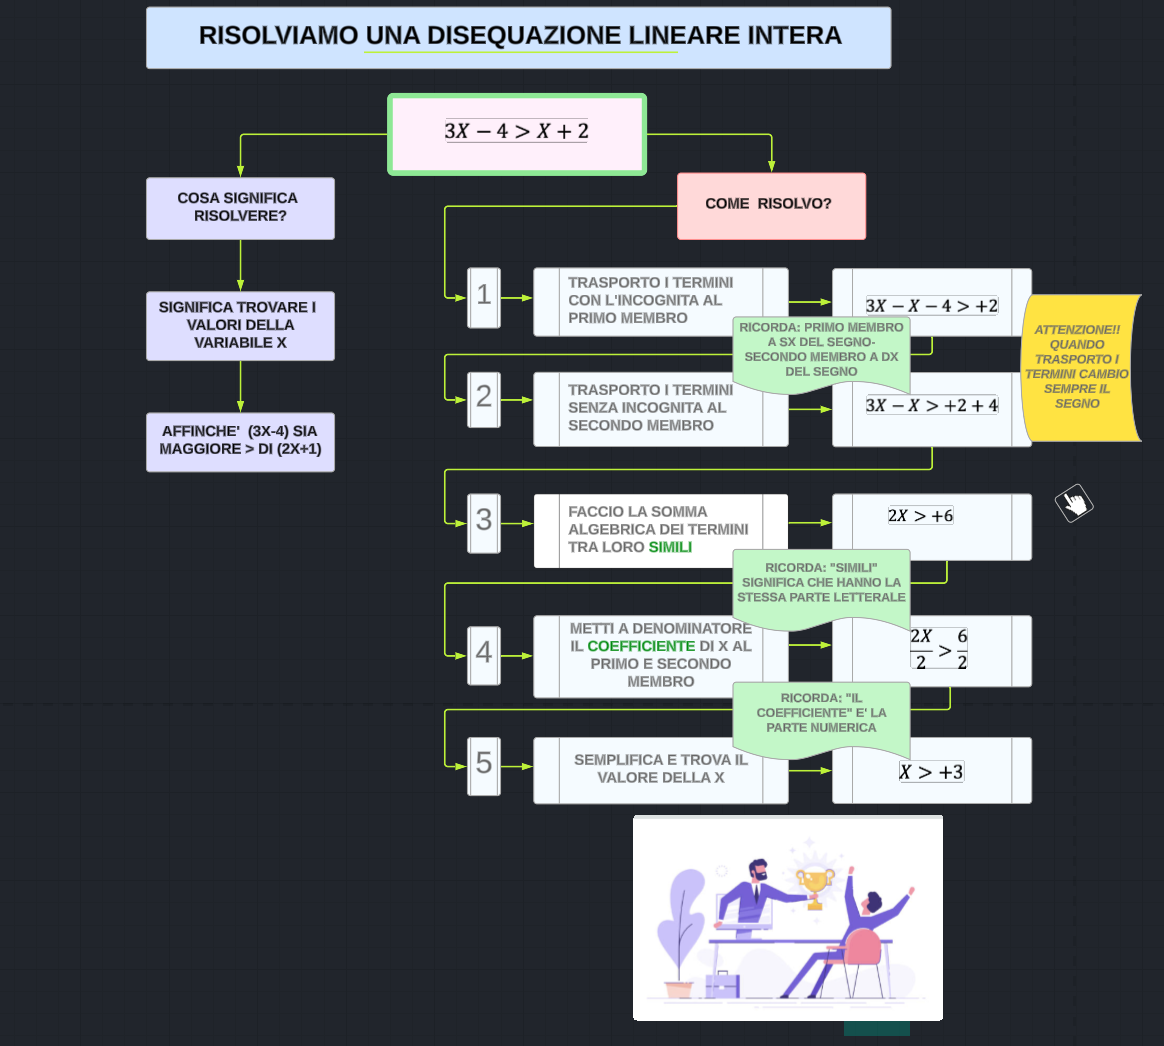 RISOLVIAMO UNA DISEQUAZIONE LINEARE INTERA
3X − 4 > X + 2
COSA SIGNIFICA
RISOLVERE?
SIGNIFICA TROVARE I
VALORI DELLA
VARIABILE X
AFFINCHE' (3X-4) SIA
MAGGIORE > DI (2X+1)
COME RISOLVO?
1
TRASPORTO I TERMINI
CON L'INCOGNITA AL
PRIMO MEMBRO
3X − X − 4 > +2
RICORDA: PRIMO MEMBRO
A SX DEL SEGNO-
SECONDO MEMBRO A DX
DEL SEGNO
ATTENZIONE!!
QUANDO
TRASPORTO I
TERMINI CAMBIO
SEMPRE IL
SEGNO
2
TRASPORTO I TERMINI
SENZA INCOGNITA AL
SECONDO MEMBRO
3X − X > +2 + 4
3
FACCIO LA SOMMA
ALGEBRICA DEI TERMINI
TRA LORO SIMILI
2X > +6
RICORDA: "SIMILI"
SIGNIFICA CHE HANNO LA
STESSA PARTE LETTERALE
4
METTI A DENOMINATORE
IL COEFFICIENTE DI X AL
PRIMO E SECONDO
MEMBRO
2X/2 > 6/2
RICORDA: "IL
COEFFICIENTE" E' LA
PARTE NUMERICA
5
SEMPLIFICA E TROVA IL
VALORE DELLA X
X > +3